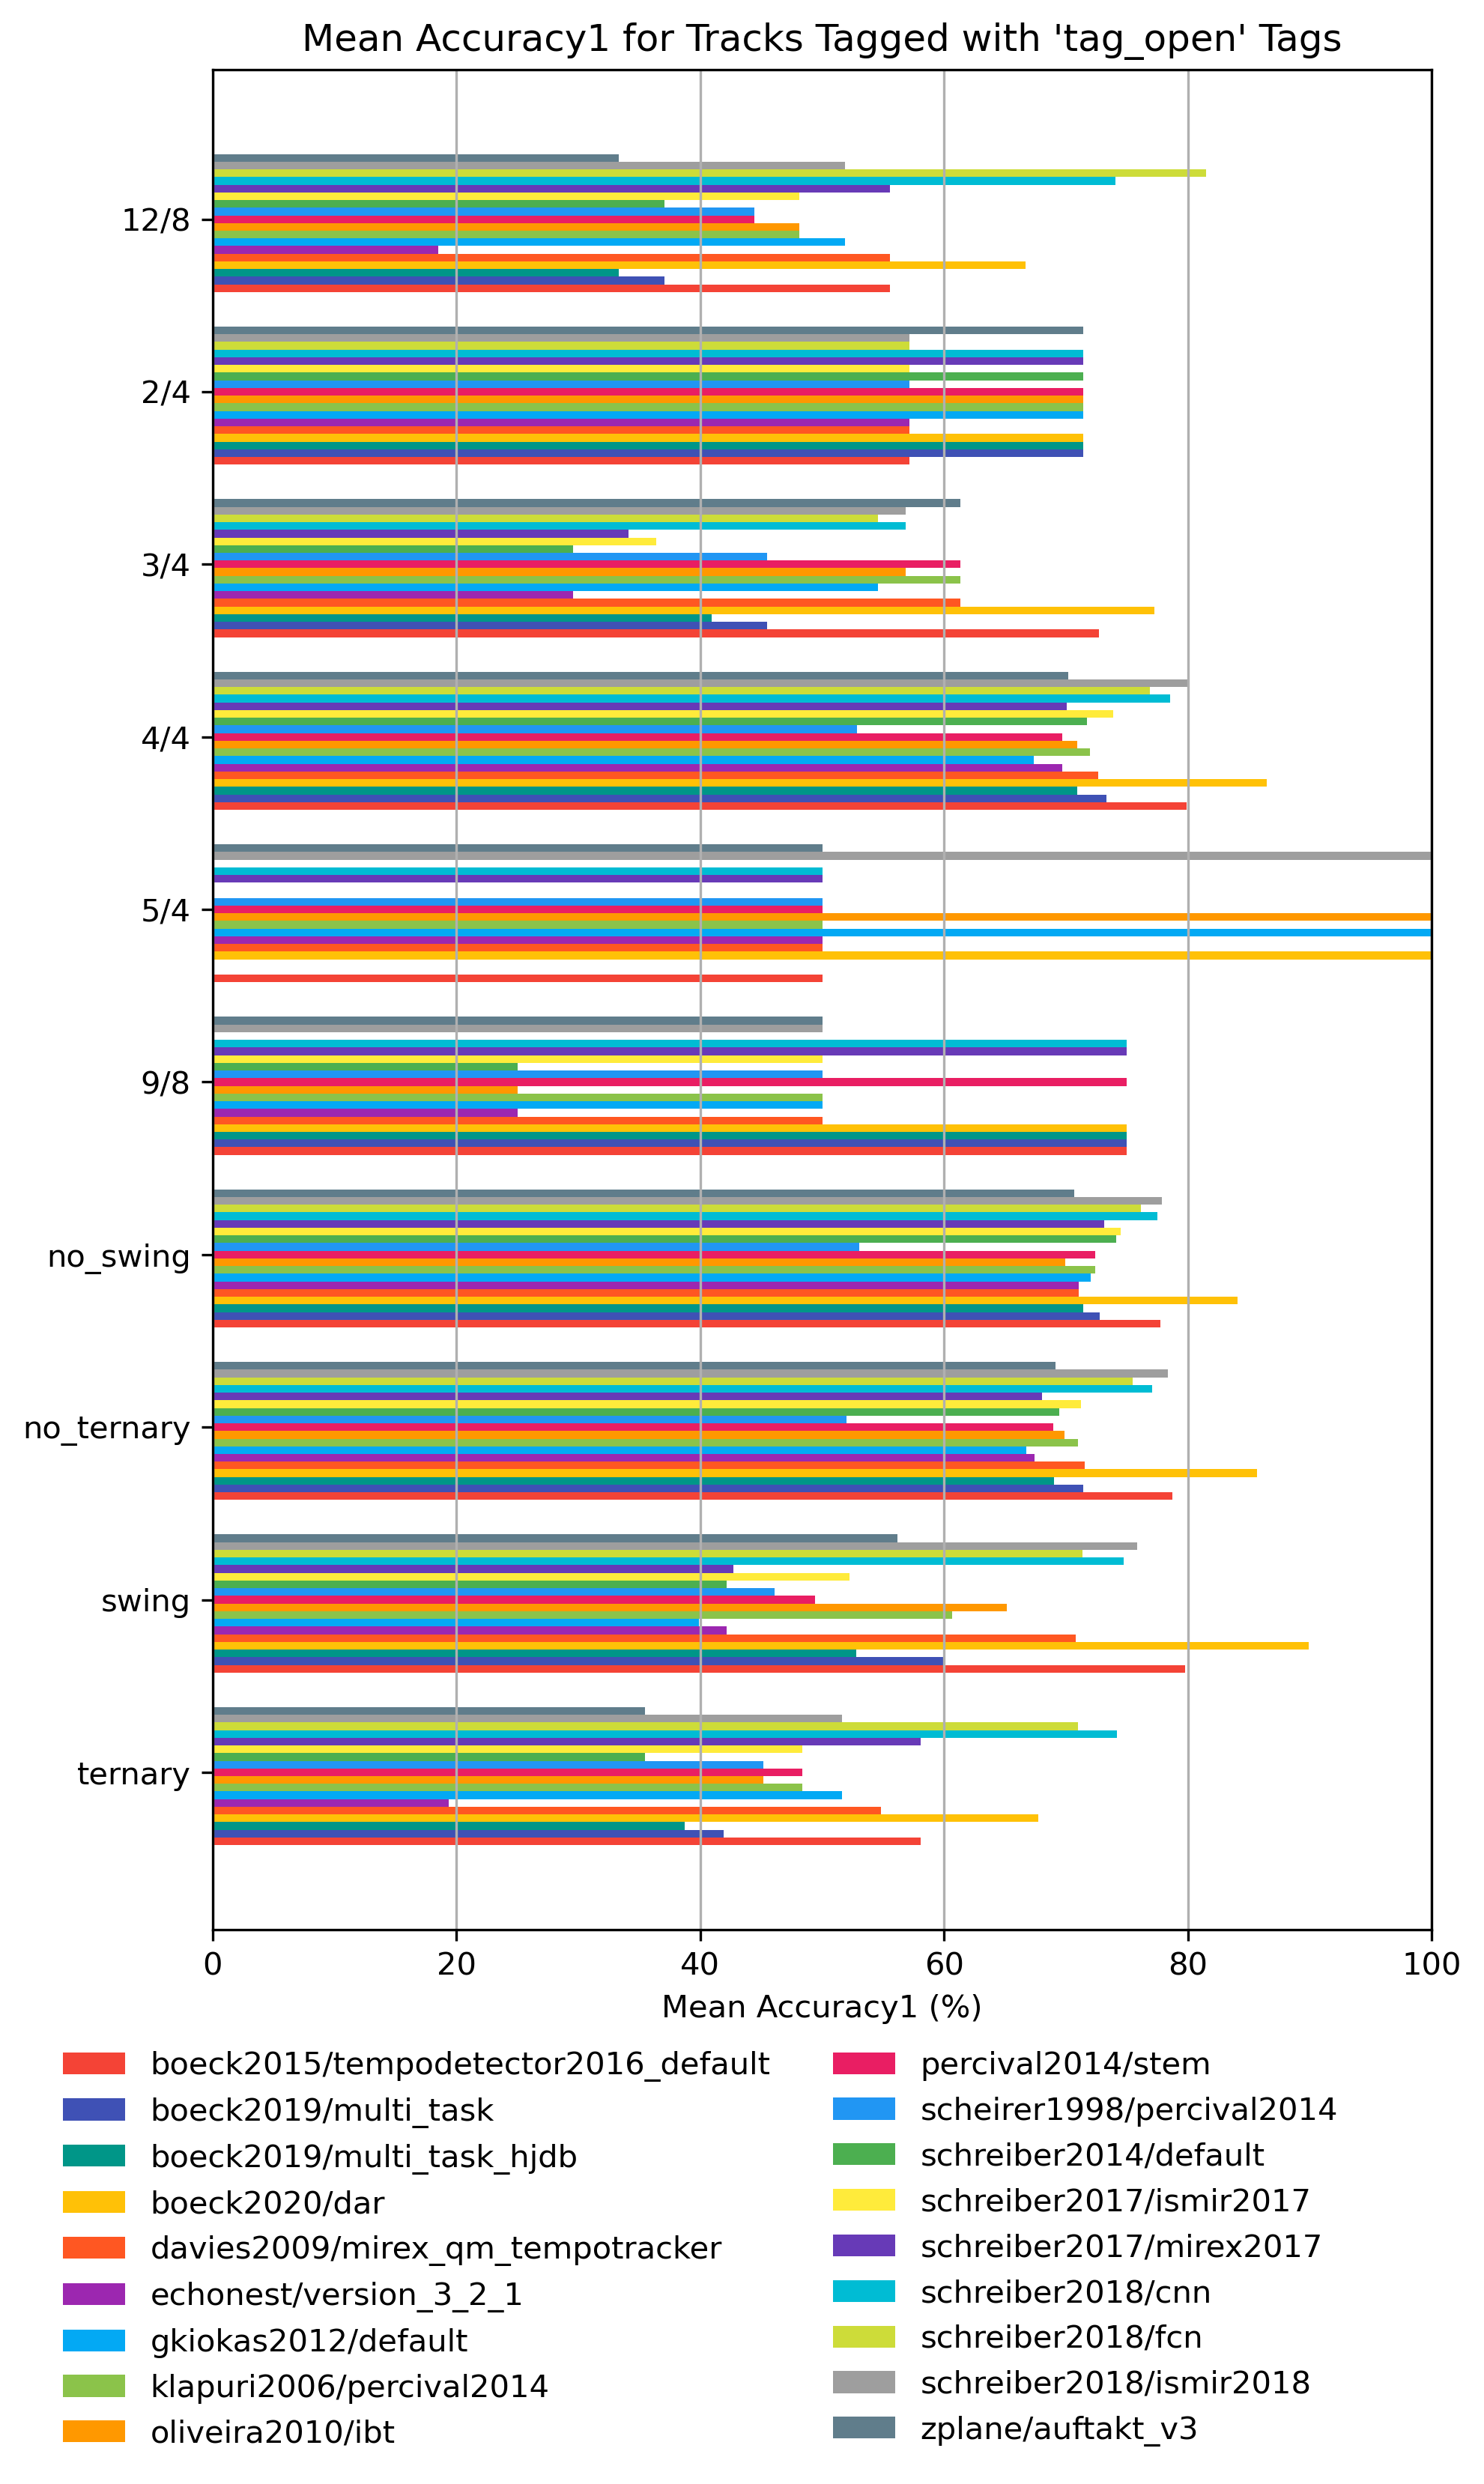 Mean Accuracy1 for Tracks Tagged with 'tag_open' Tags
12/8
2/4
3/4
4/4
5/4
9/8
no_swing
no_ternary
swing
ternary
0 20 40 60 80 100
Mean Accuracy1 (%)
boeck2015/tempodetector2016_default
boeck2019/multi_task
boeck2019/multi_task_hjdb
boeck2020/dar
davies2009/mirex_qm_tempotracker
echonest/version_3_2_1
gkiokas2012/default
klapuri2006/percival2014
oliveira2010/ibt
percival2014/stem
scheirer1998/percival2014
schreiber2014/default
schreiber2017/ismir2017
schreiber2017/mirex2017
schreiber2018/cnn
schreiber2018/fcn
schreiber2018/ismir2018
zplane/auftakt_v3